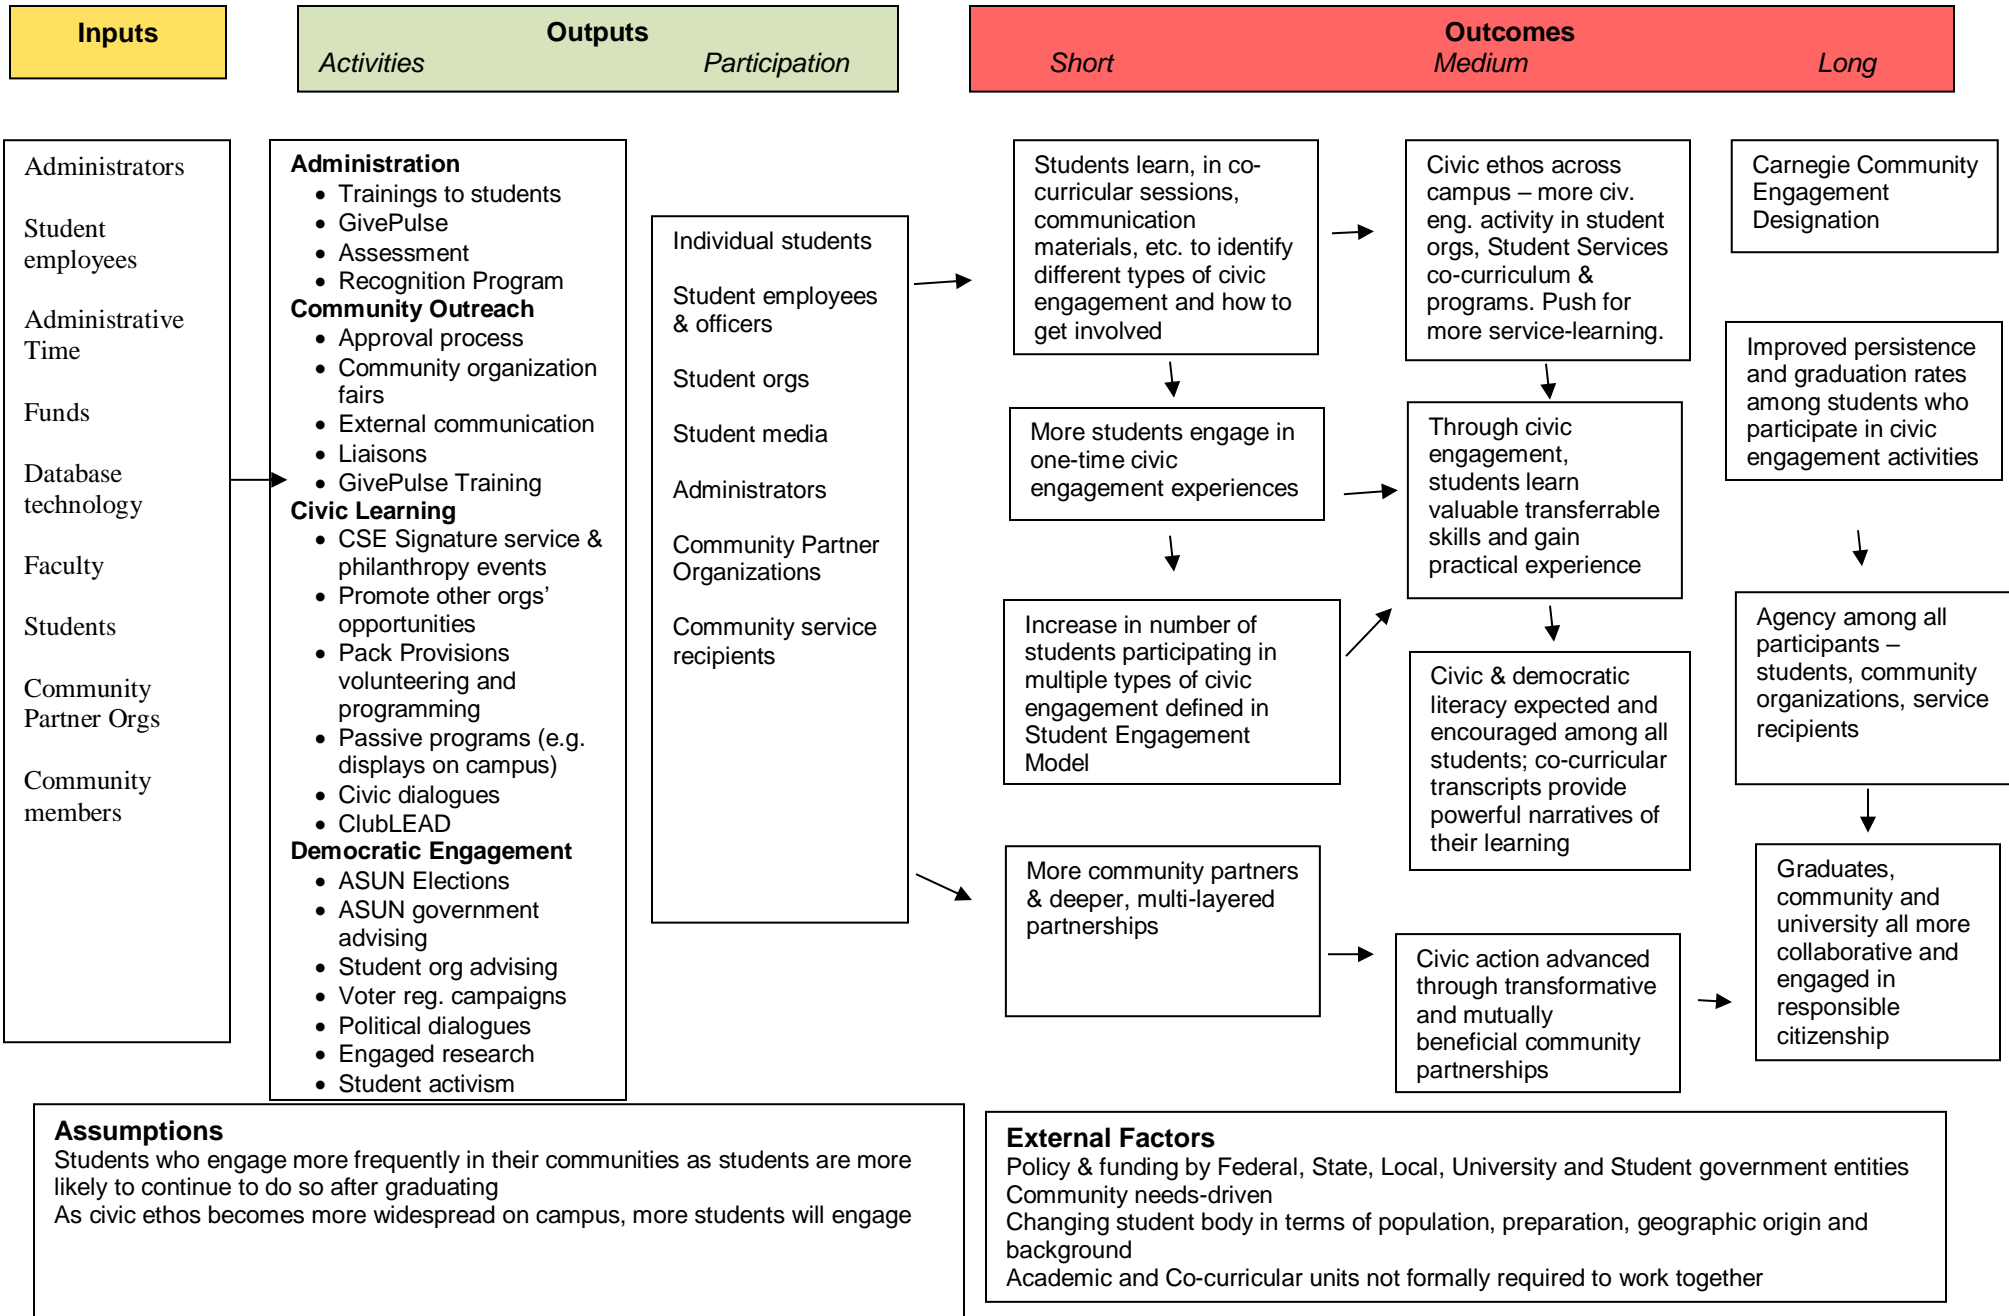 Inputs
Outputs
Activities Participation
Outcomes
Short Medium Long
Administrators
Student
employees
Administrative
Time
Funds
Database
technology
Faculty
Students
Community
Partner Orgs
Community
members
Administration
• Trainings to students
• GivePulse
• Assessment
• Recognition Program
Community Outreach
• Approval process
• Community organization
fairs
• External communication
• Liaisons
• GivePulse Training
Civic Learning
• CSE Signature service &
philanthropy events
• Promote other orgs’
opportunities
• Pack Provisions
volunteering and
programming
• Passive programs (e.g.
displays on campus)
• Civic dialogues
• ClubLEAD
Democratic Engagement
• ASUN Elections
• ASUN government
advising
• Student org advising
• Voter reg. campaigns
• Political dialogues
• Engaged research
• Student activism
Individual students
Student employees
& officers
Student orgs
Student media
Administrators
Community Partner
Organizations
Community service
recipients
Students learn, in co-
curricular sessions,
communication
materials, etc. to identify
different types of civic
engagement and how to
get involved
More students engage in
one-time civic
engagement experiences
Increase in number of
students participating in
multiple types of civic
engagement defined in
Student Engagement
Model
More community partners
& deeper, multi-layered
partnerships
Civic ethos across
campus – more civ.
eng. activity in student
orgs, Student Services
co-curriculum &
programs. Push for
more service-learning.
Through civic
engagement,
students learn
valuable transferrable
skills and gain
practical experience
Civic & democratic
literacy expected and
encouraged among all
students; co-curricular
transcripts provide
powerful narratives of
their learning
Civic action advanced
through transformative
and mutually
beneficial community
partnerships
Carnegie Community
Engagement
Designation
Improved persistence
and graduation rates
among students who
participate in civic
engagement activities
Agency among all
participants –
students, community
organizations, service
recipients
Graduates,
community and
university all more
collaborative and
engaged in
responsible
citizenship
Assumptions
Students who engage more frequently in their communities as students are more
likely to continue to do so after graduating
As civic ethos becomes more widespread on campus, more students will engage
External Factors
Policy & funding by Federal, State, Local, University and Student government entities
Community needs-driven
Changing student body in terms of population, preparation, geographic origin and
background
Academic and Co-curricular units not formally required to work together